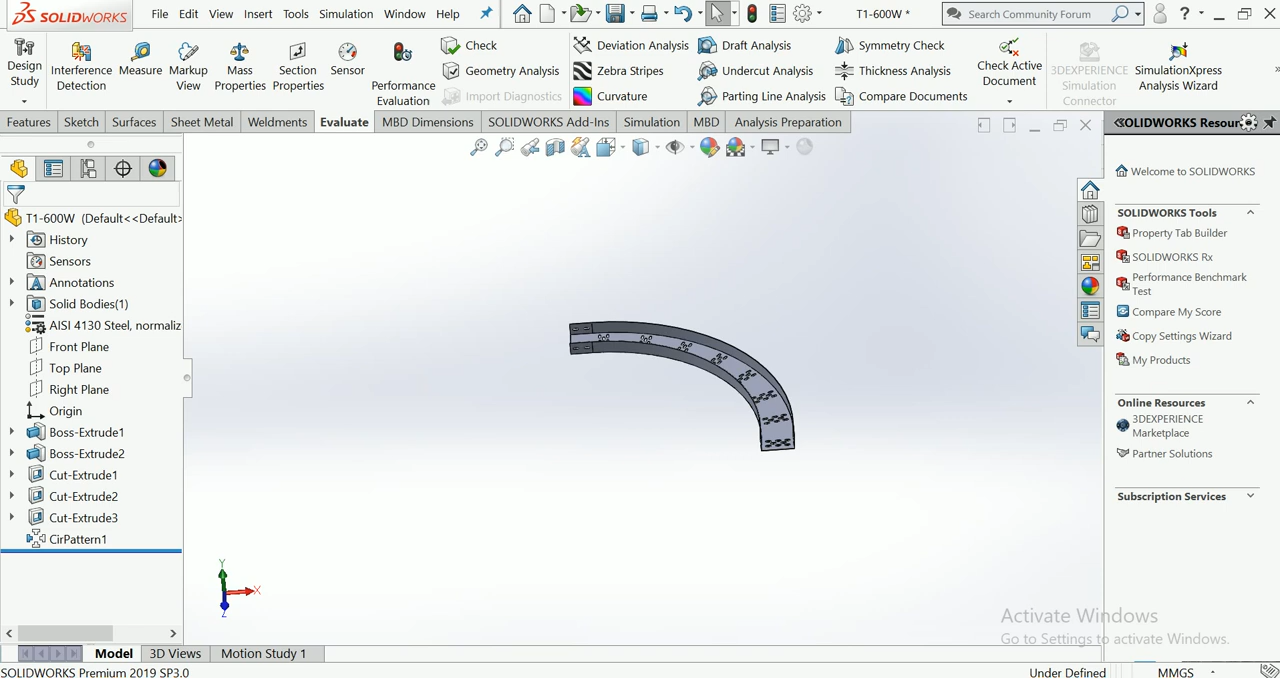 SOLIDWORKS File Edit View Insert Tools Simulation Window Help T1-600W * Search Community Forum ?
Design Study
Interference Detection
Measure
Markup View
Mass Properties
Section Properties
Sensor
Performance Evaluation
Check
Geometry Analysis
Import Diagnostics
Deviation Analysis
Zebra Stripes
Curvature
Draft Analysis
Undercut Analysis
Parting Line Analysis
Symmetry Check
Thickness Analysis
Compare Documents
Check Active Document
3DEXPERIENCE Simulation Connector
SimulationXpress Analysis Wizard
Features Sketch Surfaces Sheet Metal Weldments Evaluate MBD Dimensions SOLIDWORKS Add-Ins Simulation MBD Analysis Preparation
T1-600W (Default<<Default>
History
Sensors
Annotations
Solid Bodies(1)
AISI 4130 Steel, normaliz
Front Plane
Top Plane
Right Plane
Origin
Boss-Extrude1
Boss-Extrude2
Cut-Extrude1
Cut-Extrude2
Cut-Extrude3
CirPattern1
Y
X
Z
«OLIDWORKS Resour
Welcome to SOLIDWORKS
SOLIDWORKS Tools
Property Tab Builder
SOLIDWORKS Rx
Performance Benchmark
Test
Compare My Score
Copy Settings Wizard
My Products
Online Resources
3DEXPERIENCE
Marketplace
Partner Solutions
Subscription Services
Activate Windows
Go to Settings to activate Windows.
Model 3D Views Motion Study 1
SOLIDWORKS Premium 2019 SP3.0 Under Defined MMGS